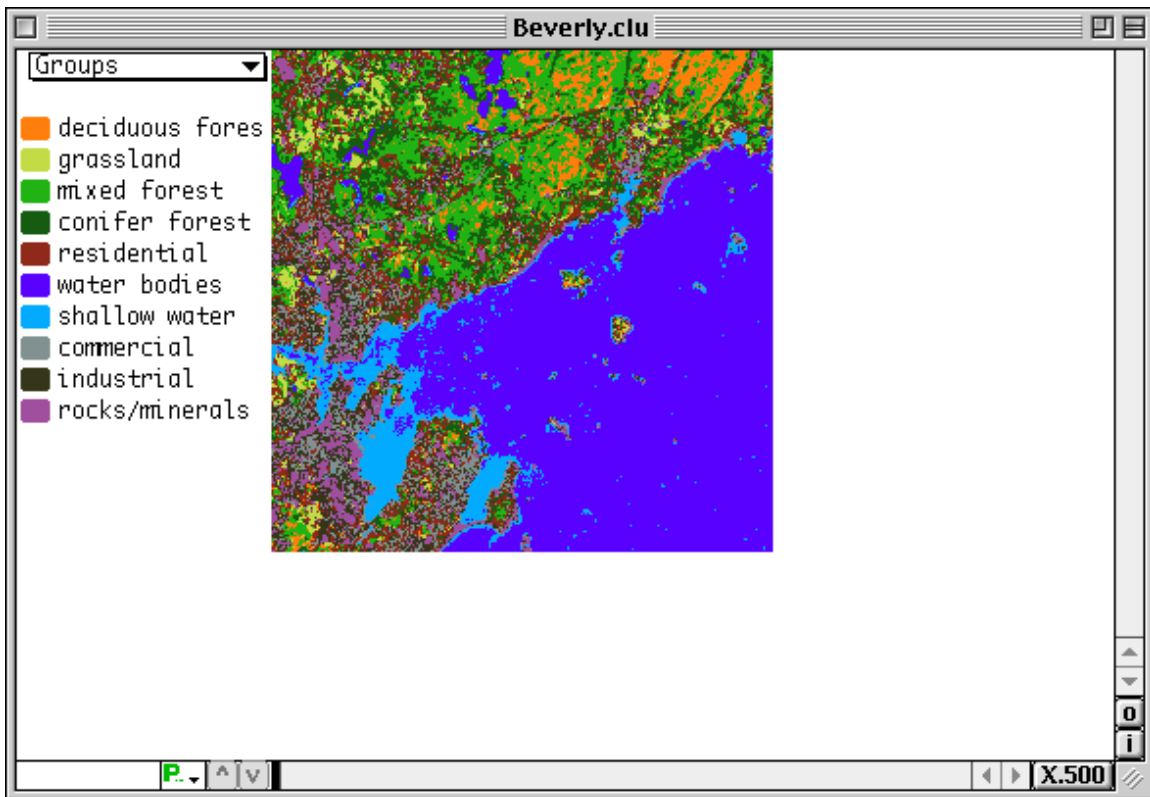 Beverly.clu
Groups
deciduous fores
grassland
mixed forest
conifer forest
residential
water bodies
shallow water
commercial
industrial
rocks/minerals
o
i
P.. ^ v X.500